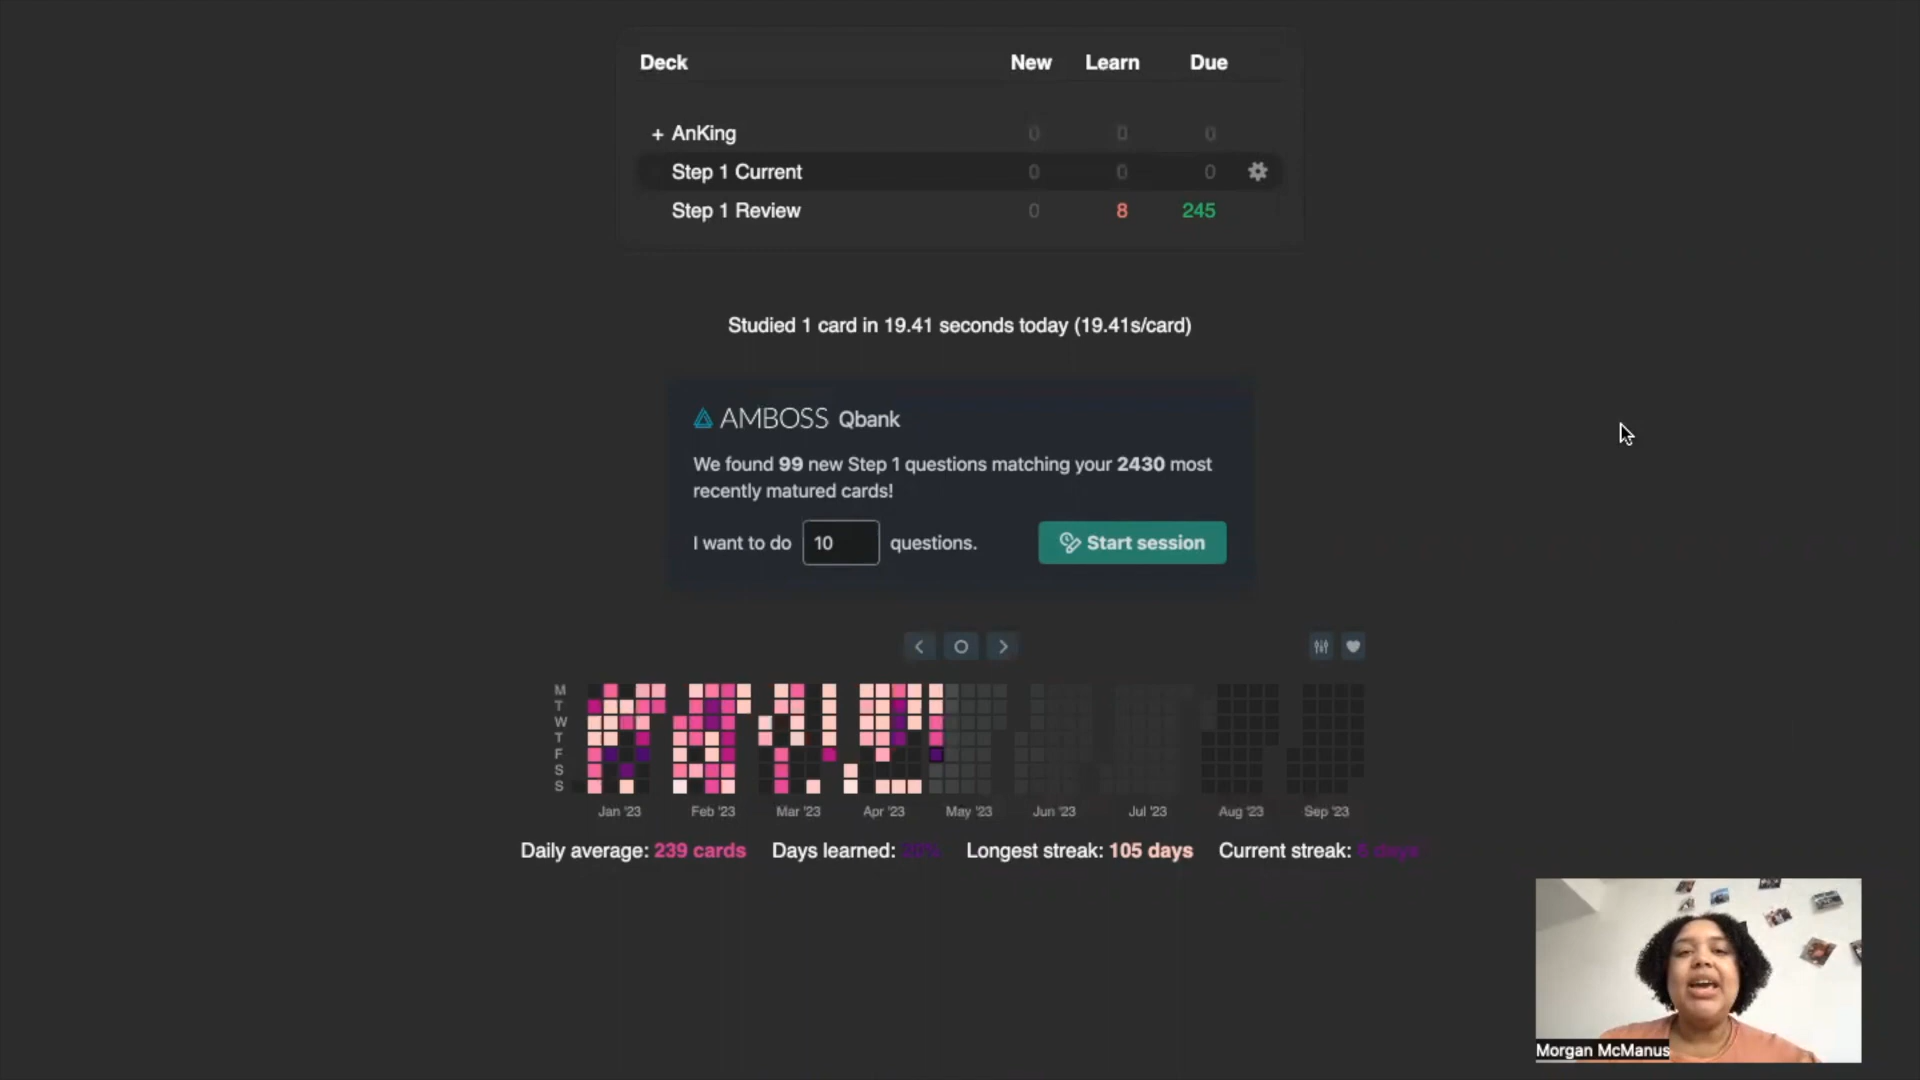 Deck New Learn Due
+ AnKing 0 0 0
Step 1 Current 0 0 0
Step 1 Review 0 8 245
Studied 1 card in 19.41 seconds today (19.41s/card)
AMBOSS Qbank
We found 99 new Step 1 questions matching your 2430 most
recently matured cards!
I want to do 10 questions. Start session
M
T
W
T
F
S
S
Jan '23 Feb '23 Mar '23 Apr '23 May '23 Jun '23 Jul '23 Aug '23 Sep '23
Daily average: 239 cards Days learned: Longest streak: 105 days Current streak: days
Morgan McManus